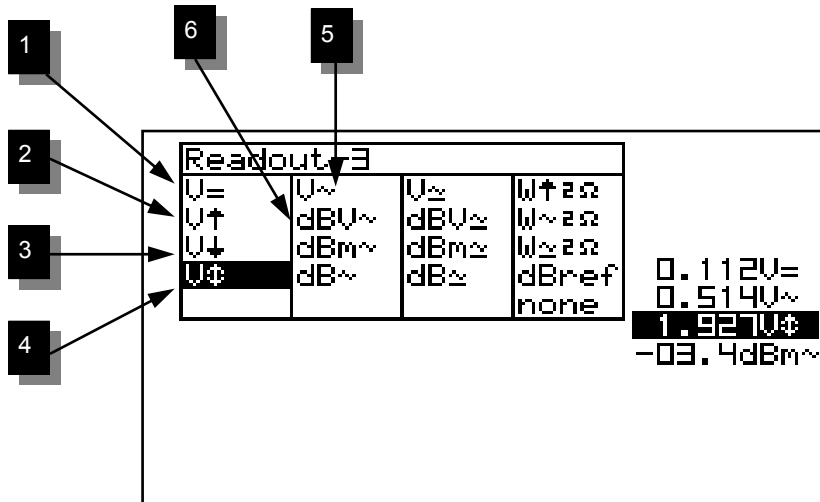 1
6
5
2
3
4
Readout-3
V= V~ V≃ W↑2Ω
V↑ dBV~ dBV≃ W~2Ω
V↓ dBm~ dBm≃ W≃2Ω
V↕ dB~ dB≃ dBref
none
0.112V=
0.514V~
1.927V↕
-03.4dBm~